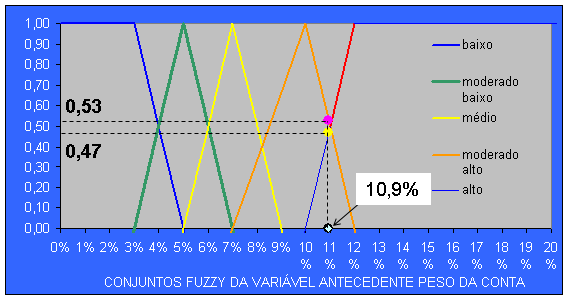 1,00
0,90
0,80
0,70
0,60
0,50
0,40
0,30
0,20
0,10
0,00
0,53
0,47
baixo
moderado
baixo
médio
moderado
alto
alto
10,9%
0% 1% 2% 3% 4% 5% 6% 7% 8% 9% 10 11 12 13 14 15 16 17 18 19 20
% % % % % % % % % % %
CONJUNTOS FUZZY DA VARIÁVEL ANTECEDENTE PESO DA CONTA